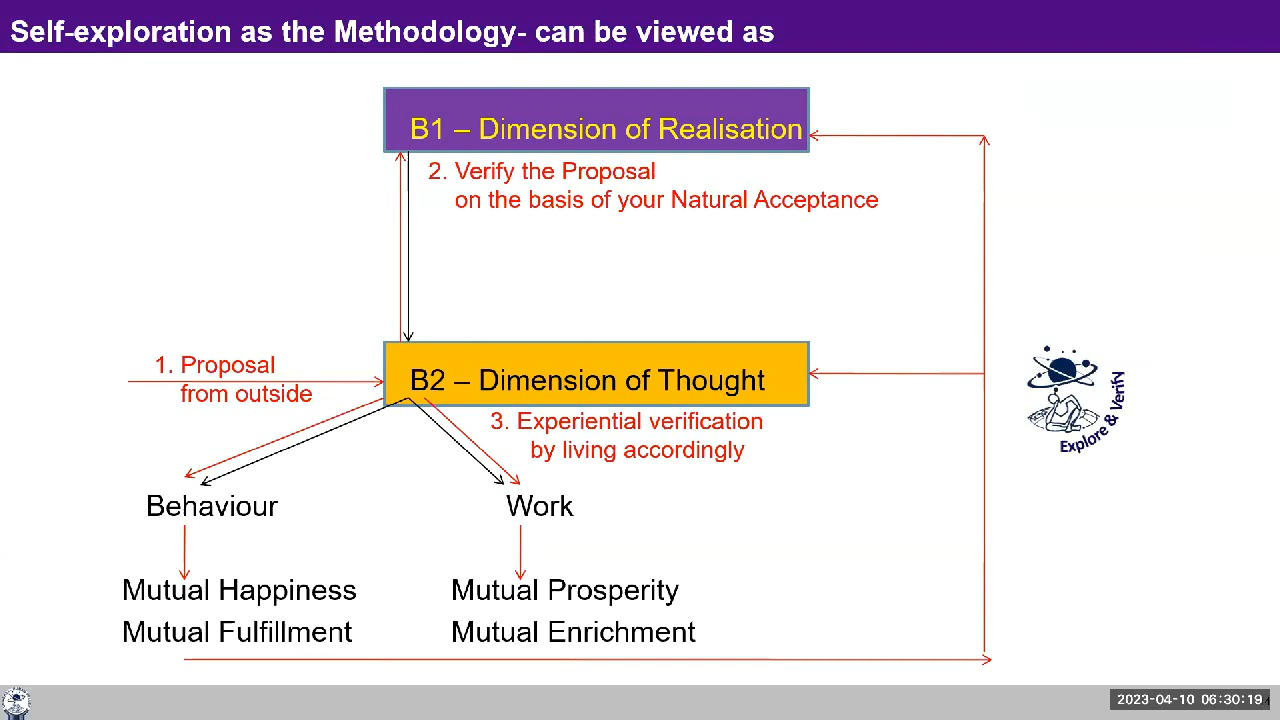 Self-exploration as the Methodology- can be viewed as
B1 – Dimension of Realisation
2. Verify the Proposal
on the basis of your Natural Acceptance
1. Proposal
from outside
B2 – Dimension of Thought
3. Experiential verification
by living accordingly
Explore & Verify
Behaviour
Work
Mutual Happiness
Mutual Prosperity
Mutual Fulfillment
Mutual Enrichment
2023-04-10 06:30:19